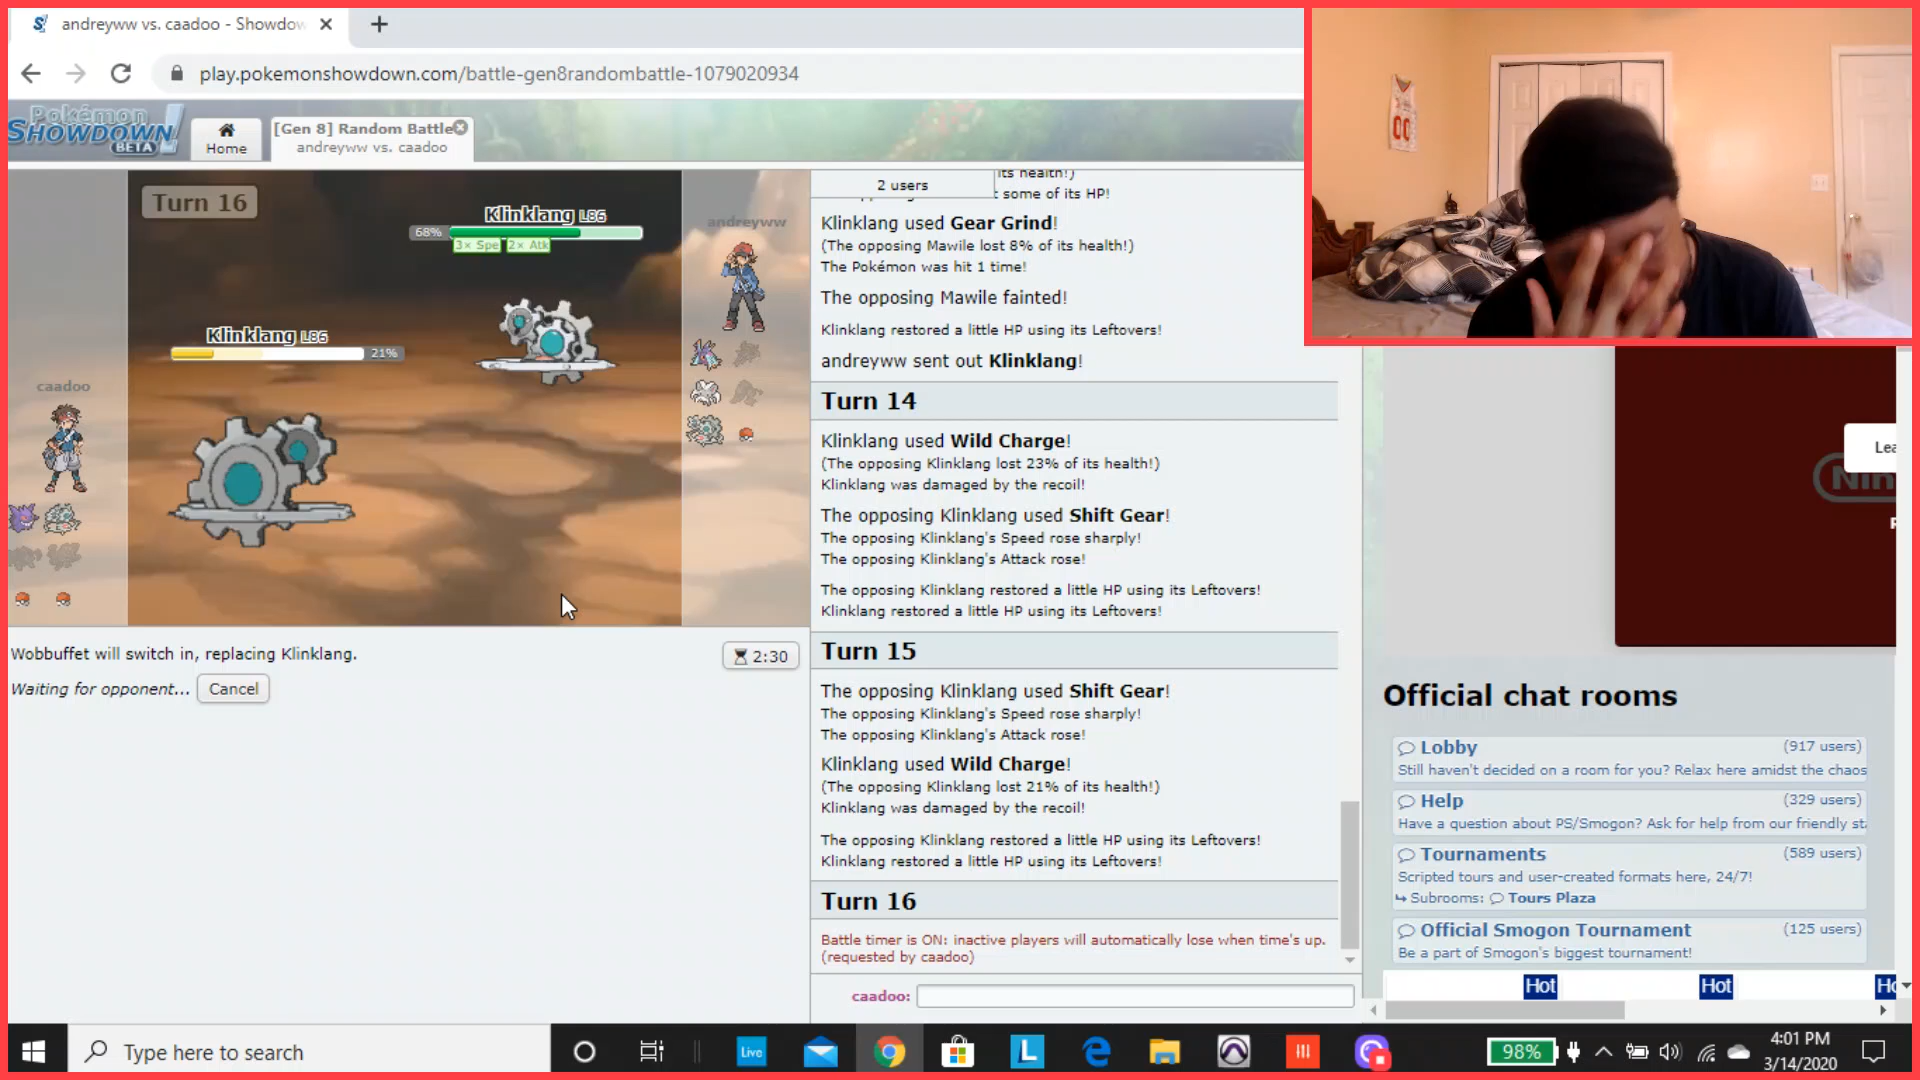 andreyww vs. caadoo - Showdow
play.pokemonshowdown.com/battle-gen8randombattle-1079020934
Pokémon
SHOWDOWN!
BETA
Home
[Gen 8] Random Battle
andreyww vs. caadoo
Turn 16
Klinklang L86
68%
3× Spe 2× Atk
Klinklang L86
21%
andreyww
caadoo
Wobbuffet will switch in, replacing Klinklang.
2:30
Waiting for opponent... Cancel
2 users
its health!)
some of its HP!
Klinklang used Gear Grind!
(The opposing Mawile lost 8% of its health!)
The Pokémon was hit 1 time!
The opposing Mawile fainted!
Klinklang restored a little HP using its Leftovers!
andreyww sent out Klinklang!
Turn 14
Klinklang used Wild Charge!
(The opposing Klinklang lost 23% of its health!)
Klinklang was damaged by the recoil!
The opposing Klinklang used Shift Gear!
The opposing Klinklang's Speed rose sharply!
The opposing Klinklang's Attack rose!
The opposing Klinklang restored a little HP using its Leftovers!
Klinklang restored a little HP using its Leftovers!
Turn 15
The opposing Klinklang used Shift Gear!
The opposing Klinklang's Speed rose sharply!
The opposing Klinklang's Attack rose!
Klinklang used Wild Charge!
(The opposing Klinklang lost 21% of its health!)
Klinklang was damaged by the recoil!
The opposing Klinklang restored a little HP using its Leftovers!
Klinklang restored a little HP using its Leftovers!
Turn 16
Battle timer is ON: inactive players will automatically lose when time's up.
(requested by caadoo)
caadoo:
00
Lea
Nin
Official chat rooms
Lobby (917 users)
Still haven't decided on a room for you? Relax here amidst the chaos
Help (329 users)
Have a question about PS/Smogon? Ask for help from our friendly sta
Tournaments (589 users)
Scripted tours and user-created formats here, 24/7!
↳ Subrooms: Tours Plaza
Official Smogon Tournament (125 users)
Be a part of Smogon's biggest tournament!
Hot Hot Ho
Type here to search
Live
L
98%
4:01 PM
3/14/2020